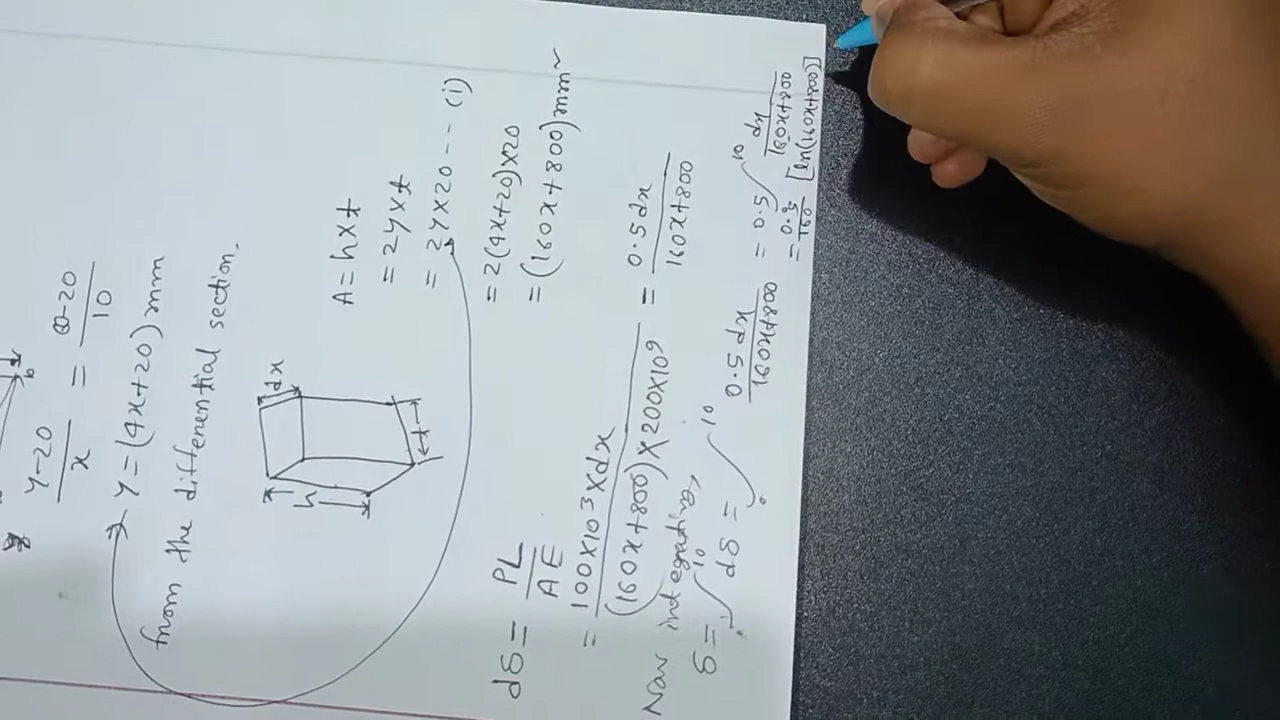 y-20/x = 60-20/10
⇒ y = (4x+20) mm
from the differential section.
dx
h
t
A = h×t
= 2y×t
= 2y×20 --- (i)
= 2(4x+20)×20
= (160x+800) mm²
dδ = PL/AE
= 100×10³×dx/(160x+800)×200×10⁹ = 0.5dx/160x+800
Now integrating,
δ = ∫₀¹⁰ dδ = ∫₀¹⁰ 0.5dx/160x+800 = 0.5 ∫₀¹⁰ dx/160x+800
= 0.5/160 [ln(160x+800)]